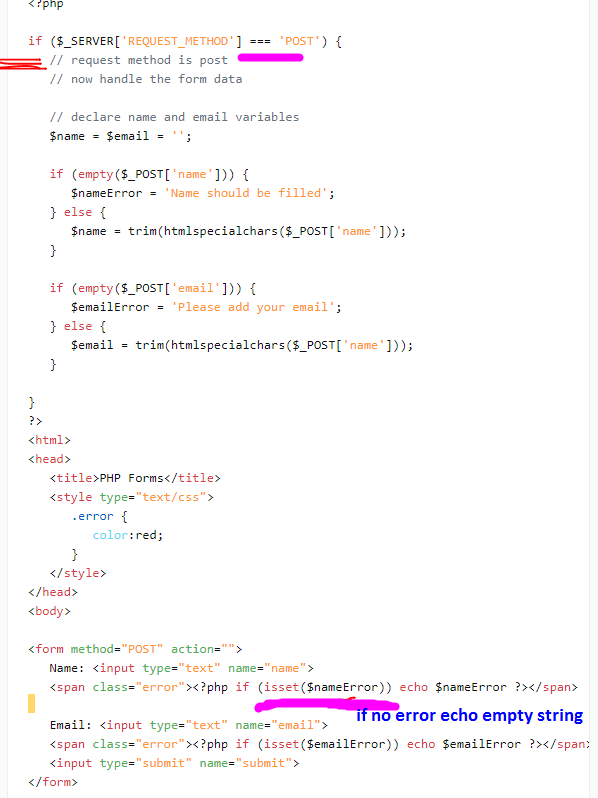 <?php
if ($_SERVER['REQUEST_METHOD'] === 'POST') {
// request method is post
// now handle the form data
// declare name and email variables
$name = $email = '';
if (empty($_POST['name'])) {
$nameError = 'Name should be filled';
} else {
$name = trim(htmlspecialchars($_POST['name']));
}
if (empty($_POST['email'])) {
$emailError = 'Please add your email';
} else {
$email = trim(htmlspecialchars($_POST['name']));
}
}
?>
<html>
<head>
<title>PHP Forms</title>
<style type="text/css">
.error {
color:red;
}
</style>
</head>
<body>
<form method="POST" action="">
Name: <input type="text" name="name">
<span class="error"><?php if (isset($nameError)) echo $nameError ?></span>
if no error echo empty string
Email: <input type="text" name="email">
<span class="error"><?php if (isset($emailError)) echo $emailError ?></span>
<input type="submit" name="submit">
</form>